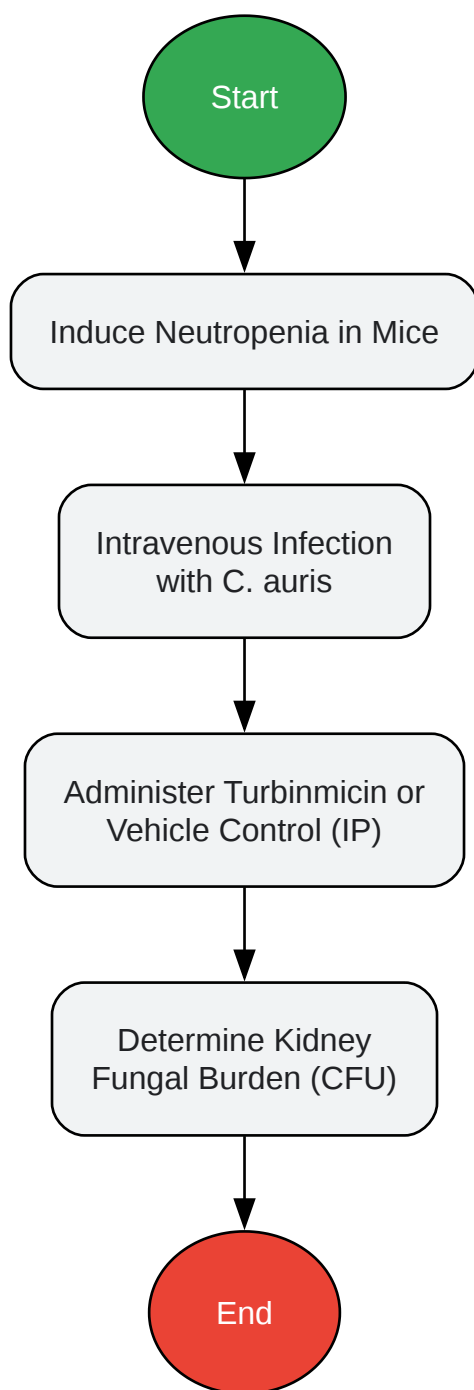 Start
Induce Neutropenia in Mice
Intravenous Infection
with C. auris
Administer Turbinmicin or
Vehicle Control (IP)
Determine Kidney
Fungal Burden (CFU)
End